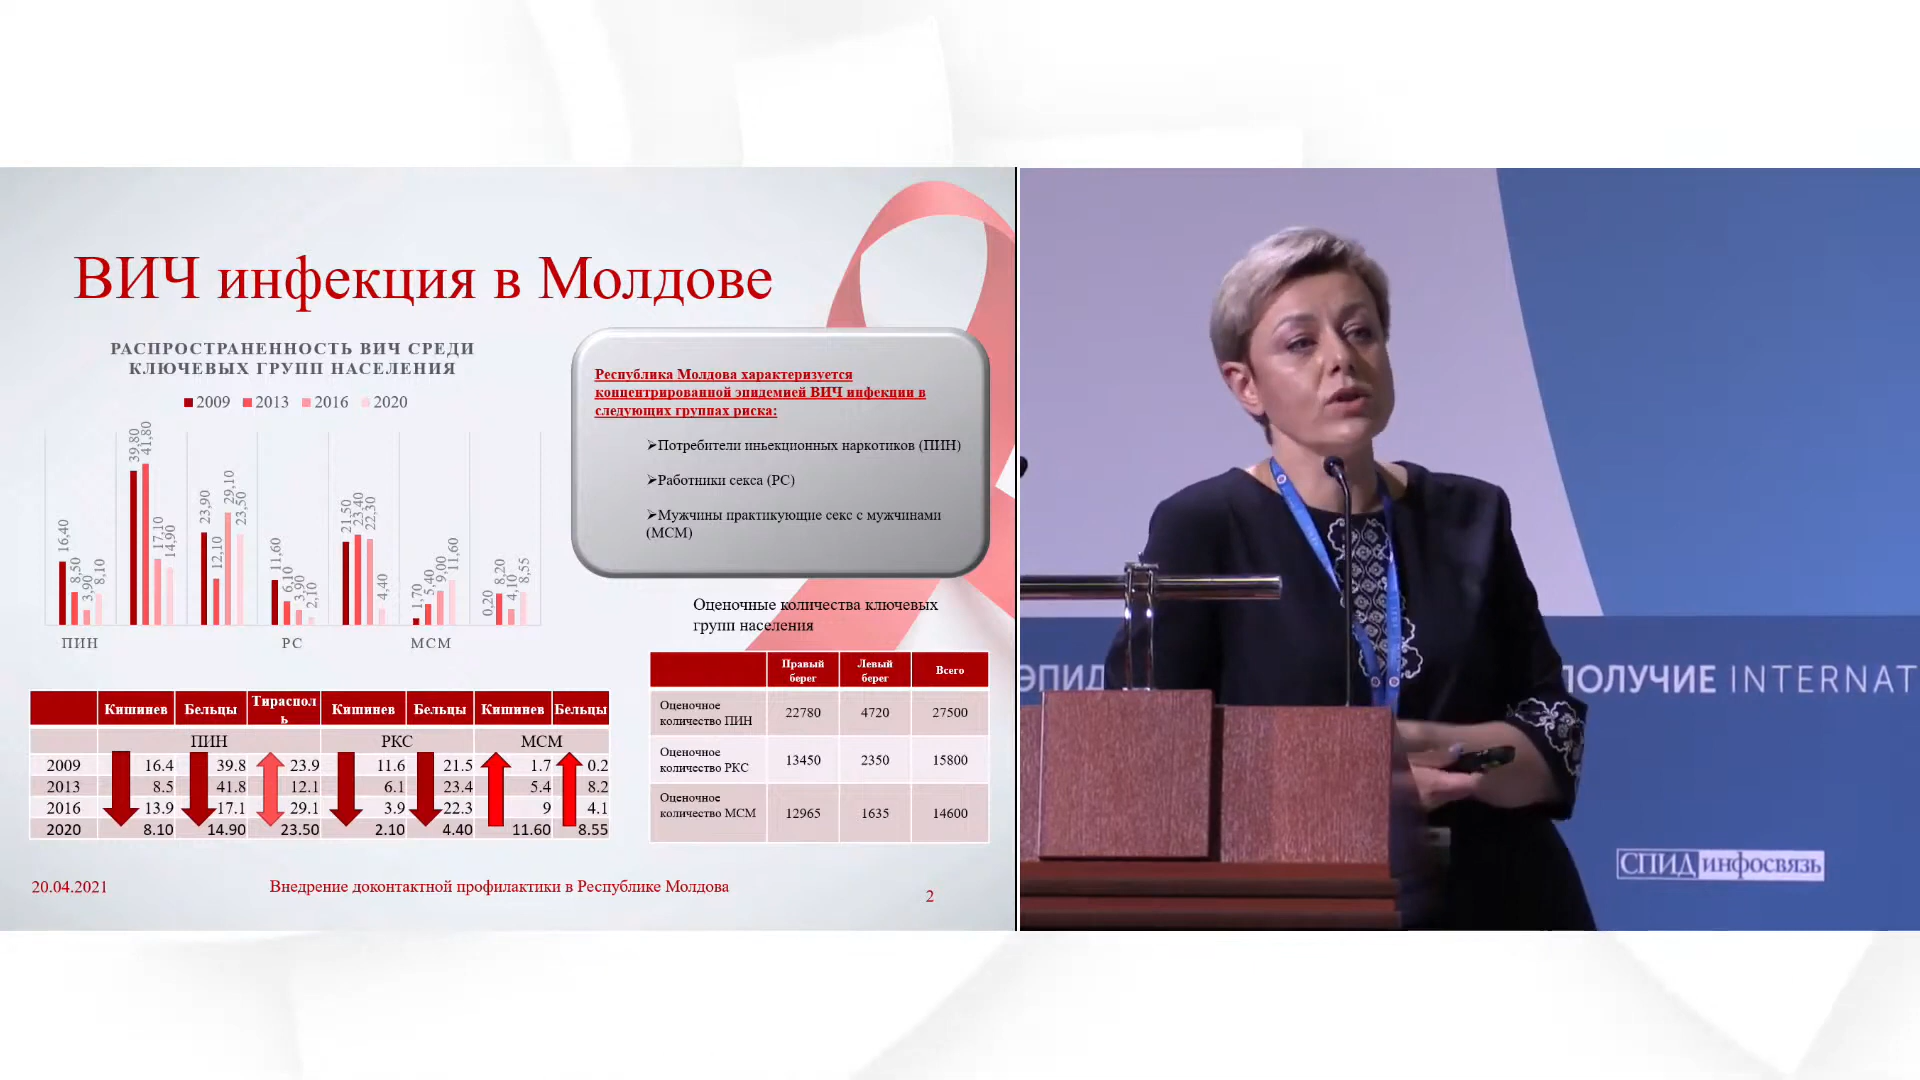 ВИЧ инфекция в Молдове
РАСПРОСТРАНЕННОСТЬ ВИЧ СРЕДИ
КЛЮЧЕВЫХ ГРУПП НАСЕЛЕНИЯ
2009 2013 2016 2020
16,40 8,50 3,90 8,10 39,80 41,80 17,10 14,90 23,90 12,10 29,10 23,50 11,60 6,10 3,90 2,10 21,50 23,40 22,30 4,40 1,70 5,40 9,00 11,60 0,20 8,20 4,10 8,55
ПИН РС МСМ
Республика Молдова характеризуется
концентрированной эпидемией ВИЧ инфекции в
следующих группах риска:
⮚Потребители иньекционных наркотиков (ПИН)
⮚Работники секса (РС)
⮚Мужчины практикующие секс с мужчинами
(МСМ)
Оценочные количества ключевых
групп населения
Правый Левый Всего
берег берег
Оценочное
количество ПИН 22780 4720 27500
Оценочное
количество РКС 13450 2350 15800
Оценочное
количество МСМ 12965 1635 14600
Кишинев Бельцы Тираспол
ь Кишинев Бельцы Кишинев Бельцы
ПИН РКС МСМ
2009 16.4 39.8 23.9 11.6 21.5 1.7 0.2
2013 8.5 41.8 12.1 6.1 23.4 5.4 8.2
2016 13.9 17.1 29.1 3.9 22.3 9 4.1
2020 8.10 14.90 23.50 2.10 4.40 11.60 8.55
20.04.2021 Внедрение доконтактной профилактики в Республике Молдова 2
ЭПИД ПОЛУЧИЕ INTERNAT
СПИД инфосвязь